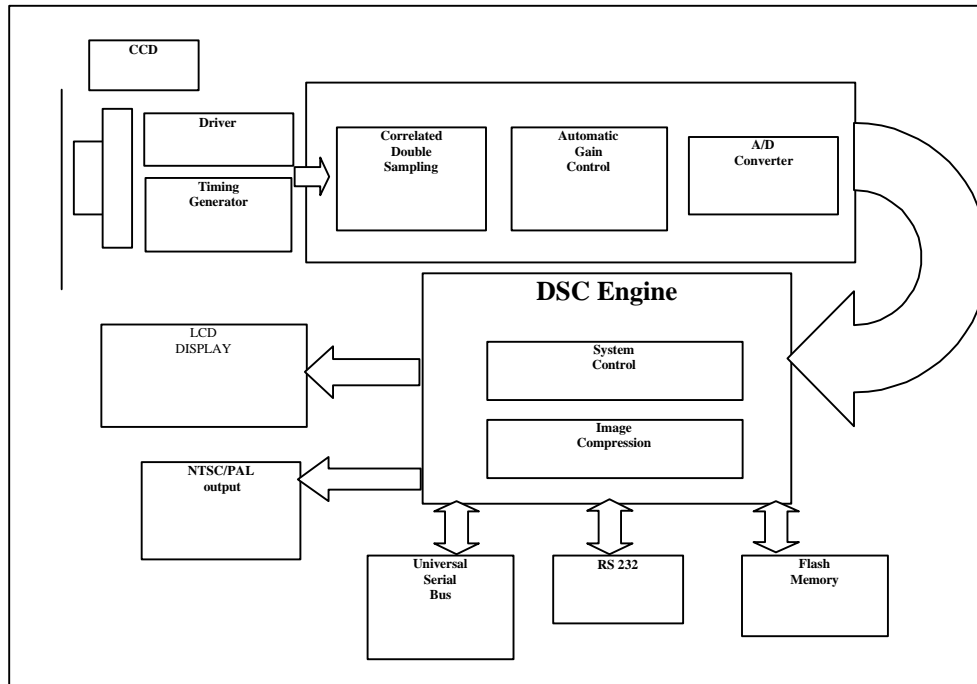 CCD
Driver
Timing
Generator
Correlated
Double
Sampling
Automatic
Gain
Control
A/D
Converter
DSC Engine
System
Control
Image
Compression
LCD
DISPLAY
NTSC/PAL
output
Universal
Serial
Bus
RS 232
Flash
Memory